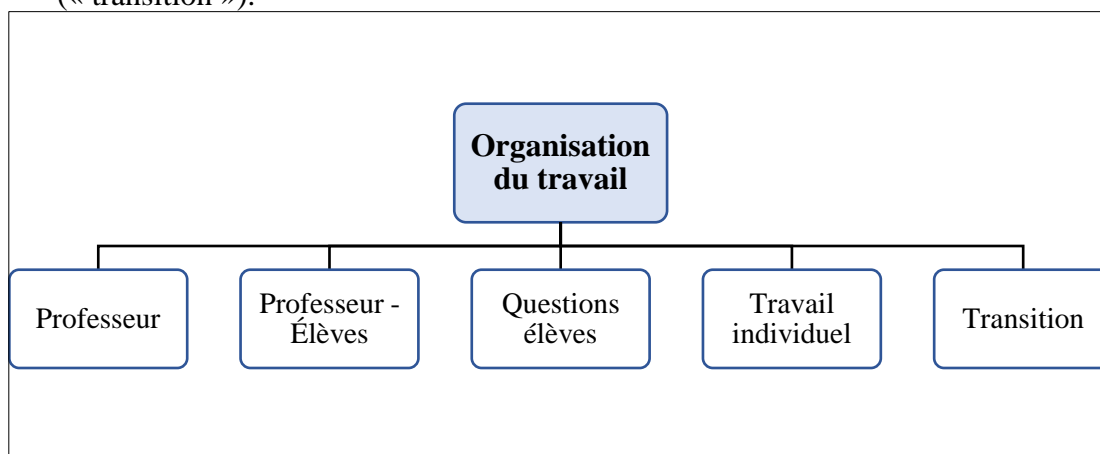 (« transition »).
Organisation
du travail
Professeur
Professeur -
Élèves
Questions
élèves
Travail
individuel
Transition